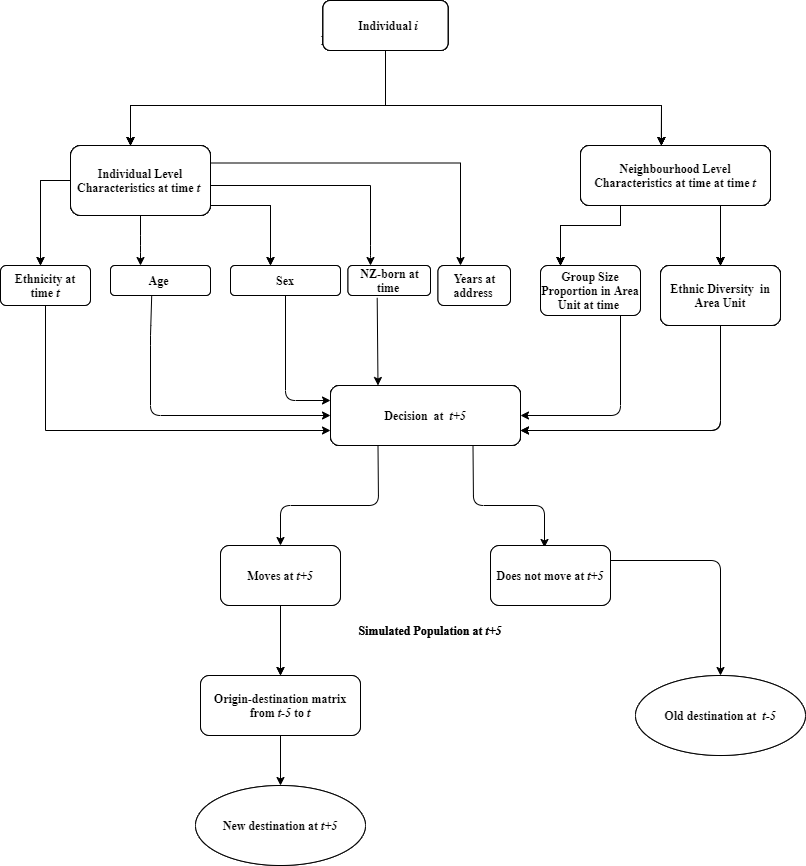 Individual i
Individual Level
Characteristics at time t
Neighbourhood Level
Characteristics at time at time t
Ethnicity at
time t
Age
Sex
NZ-born at
time
Years at
address
Group Size
Proportion in Area
Unit at time
Ethnic Diversity in
Area Unit
Decision at t+5
Moves at t+5
Does not move at t+5
Simulated Population at t+5
Origin-destination matrix
from t-5 to t
Old destination at t-5
New destination at t+5